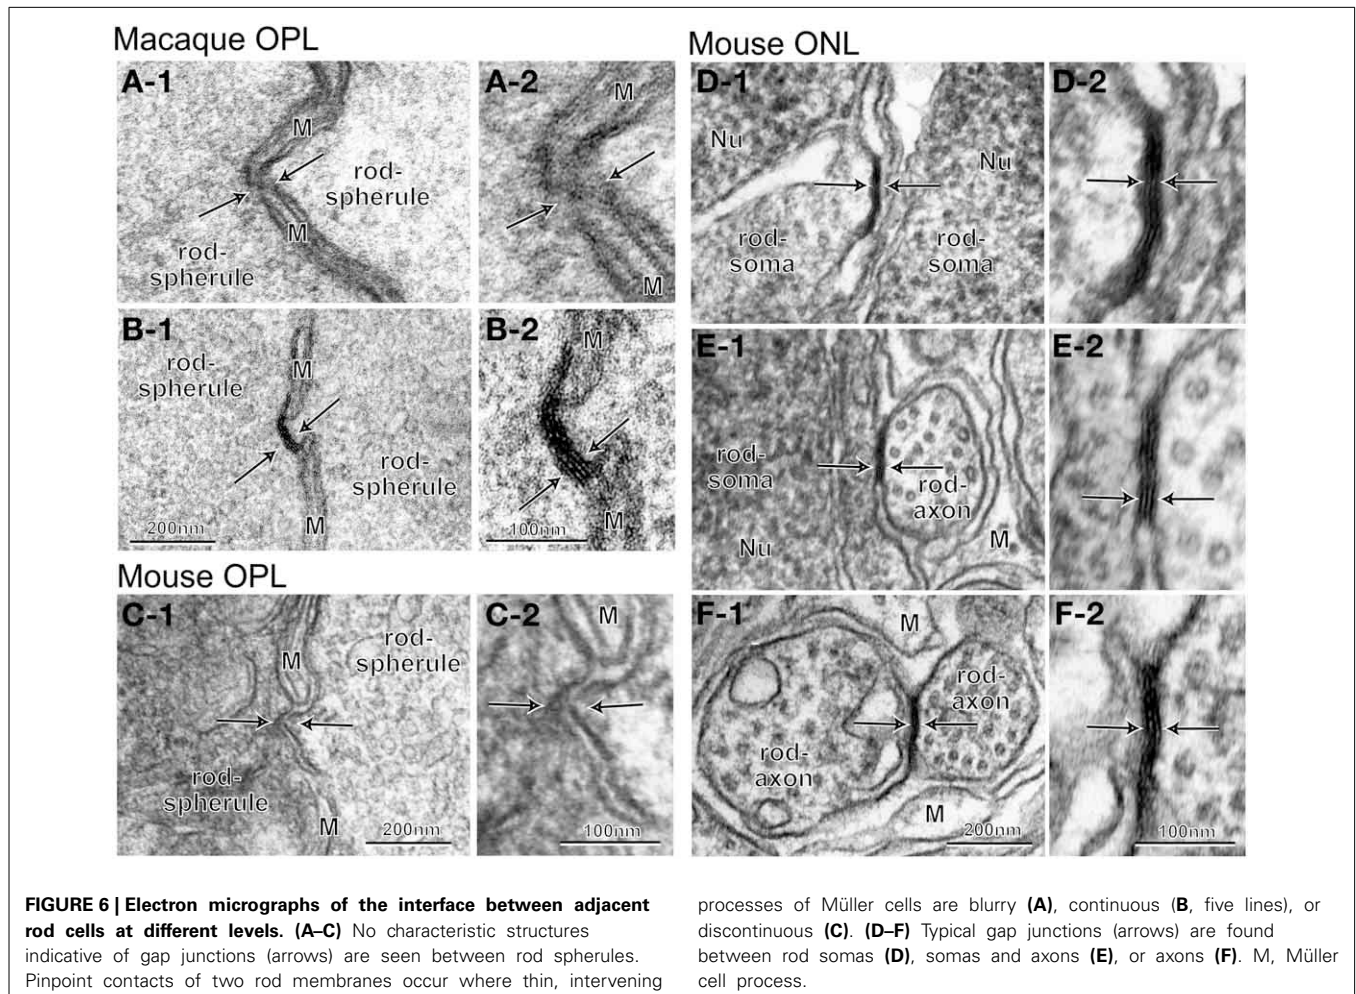 Macaque OPL
A-1
M
rod-
spherule
M
rod-
spherule
A-2
M
M
B-1
rod-
spherule
M
rod-
spherule
M
200nm
B-2
M
M
100nm
Mouse OPL
C-1
M
rod-
spherule
rod-
spherule
M
200nm
C-2
M
100nm
Mouse ONL
D-1
Nu
Nu
rod-
soma
rod-
soma
D-2
E-1
rod-
soma
rod-
axon
Nu
M
E-2
F-1
M
rod-
axon
rod-
axon
M
200nm
F-2
100nm
FIGURE 6 | Electron micrographs of the interface between adjacent
rod cells at different levels. (A–C) No characteristic structures
indicative of gap junctions (arrows) are seen between rod spherules.
Pinpoint contacts of two rod membranes occur where thin, intervening
processes of Müller cells are blurry (A), continuous (B, five lines), or
discontinuous (C). (D–F) Typical gap junctions (arrows) are found
between rod somas (D), somas and axons (E), or axons (F). M, Müller
cell process.